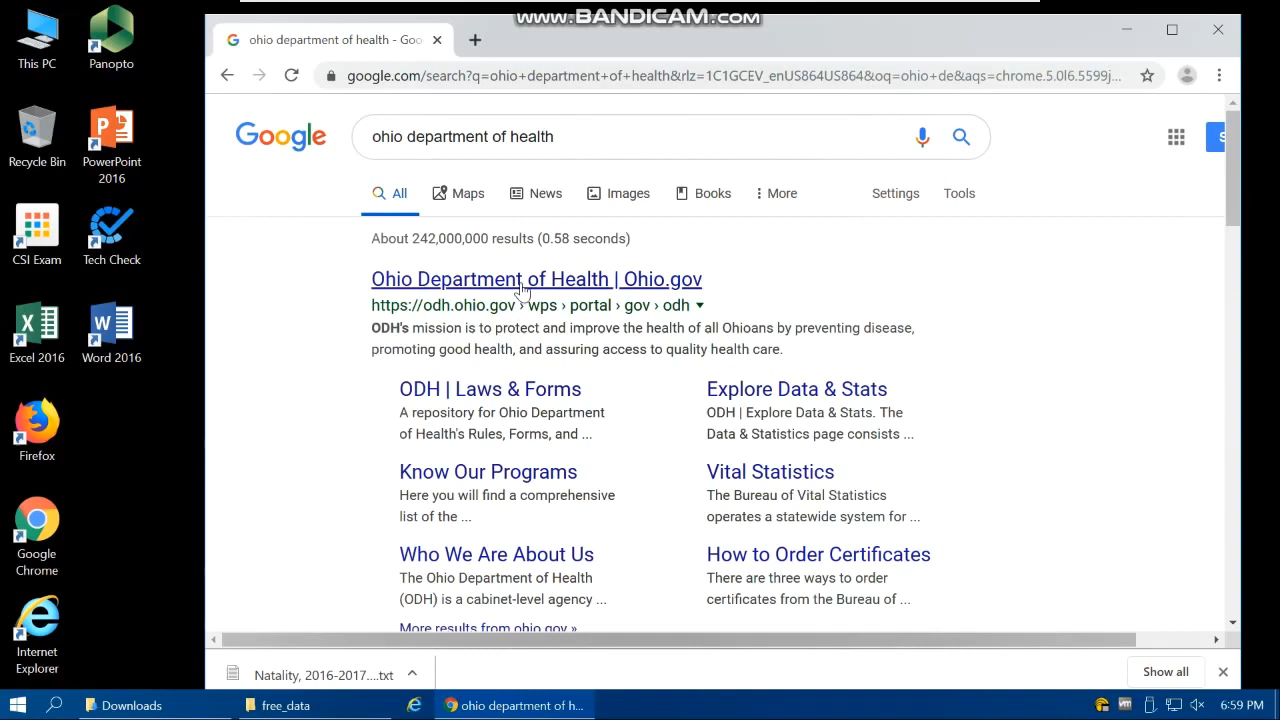 www.BANDICAM.com
This PC
Panopto
Recycle Bin
PowerPoint
2016
CSI Exam
Tech Check
Excel 2016
Word 2016
Firefox
Google
Chrome
Internet
Explorer
ohio department of health - Goo
google.com/search?q=ohio+department+of+health&rlz=1C1GCEV_enUS864US864&oq=ohio+de&aqs=chrome.5.0l6.5599j...
Google
ohio department of health
S
All
Maps
News
Images
Books
More
Settings
Tools
About 242,000,000 results (0.58 seconds)
Ohio Department of Health | Ohio.gov
https://odh.ohio.gov › wps › portal › gov › odh
ODH's mission is to protect and improve the health of all Ohioans by preventing disease,
promoting good health, and assuring access to quality health care.
ODH | Laws & Forms
A repository for Ohio Department
of Health's Rules, Forms, and ...
Explore Data & Stats
ODH | Explore Data & Stats. The
Data & Statistics page consists ...
Know Our Programs
Here you will find a comprehensive
list of the ...
Vital Statistics
The Bureau of Vital Statistics
operates a statewide system for ...
Who We Are About Us
The Ohio Department of Health
(ODH) is a cabinet-level agency ...
How to Order Certificates
There are three ways to order
certificates from the Bureau of ...
More results from ohio.gov »
Natality, 2016-2017....txt
Show all
Downloads
free_data
ohio department of h...
vm
6:59 PM